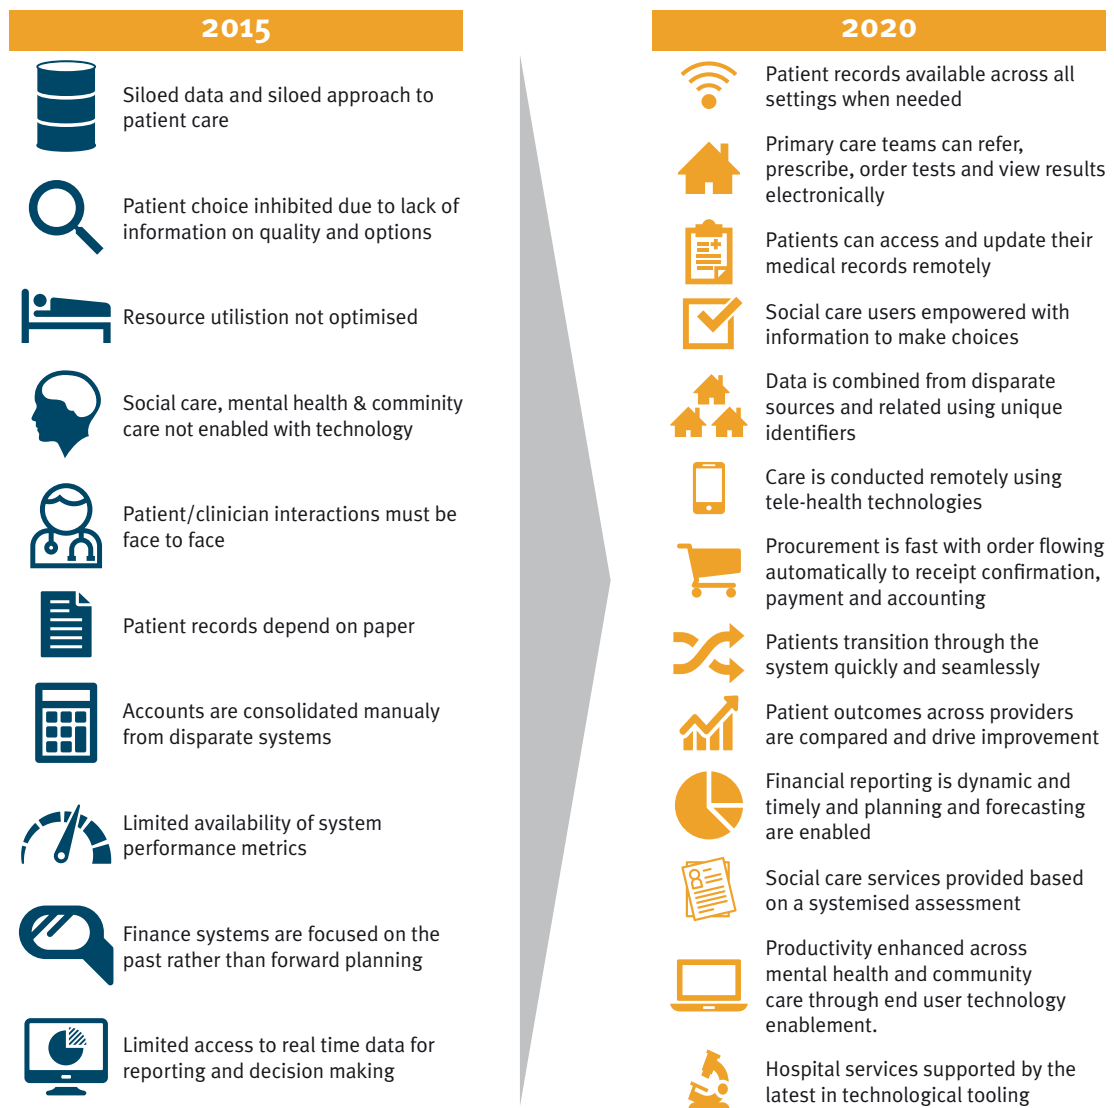 2015
Siloed data and siloed approach to
patient care
Patient choice inhibited due to lack of
information on quality and options
Resource utilistion not optimised
Social care, mental health & comminity
care not enabled with technology
Patient/clinician interactions must be
face to face
Patient records depend on paper
Accounts are consolidated manualy
from disparate systems
Limited availability of system
performance metrics
Finance systems are focused on the
past rather than forward planning
Limited access to real time data for
reporting and decision making
2020
Patient records available across all
settings when needed
Primary care teams can refer,
prescribe, order tests and view results
electronically
Patients can access and update their
medical records remotely
Social care users empowered with
information to make choices
Data is combined from disparate
sources and related using unique
identifiers
Care is conducted remotely using
tele-health technologies
Procurement is fast with order flowing
automatically to receipt confirmation,
payment and accounting
Patients transition through the
system quickly and seamlessly
Patient outcomes across providers
are compared and drive improvement
Financial reporting is dynamic and
timely and planning and forecasting
are enabled
Social care services provided based
on a systemised assessment
Productivity enhanced across
mental health and community
care through end user technology
enablement.
Hospital services supported by the
latest in technological tooling